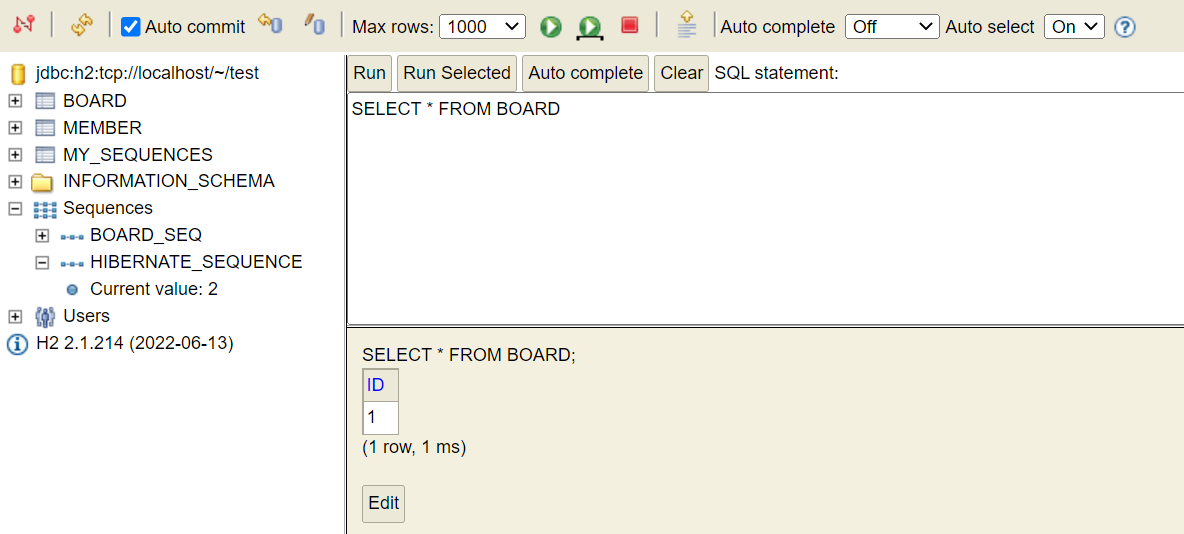 Auto commit Max rows: 1000 Auto complete Off Auto select On ?
jdbc:h2:tcp://localhost/~/test
BOARD
MEMBER
MY_SEQUENCES
INFORMATION_SCHEMA
Sequences
BOARD_SEQ
HIBERNATE_SEQUENCE
Current value: 2
Users
H2 2.1.214 (2022-06-13)
Run Run Selected Auto complete Clear SQL statement:
SELECT * FROM BOARD
SELECT * FROM BOARD;
ID
1
(1 row, 1 ms)
Edit